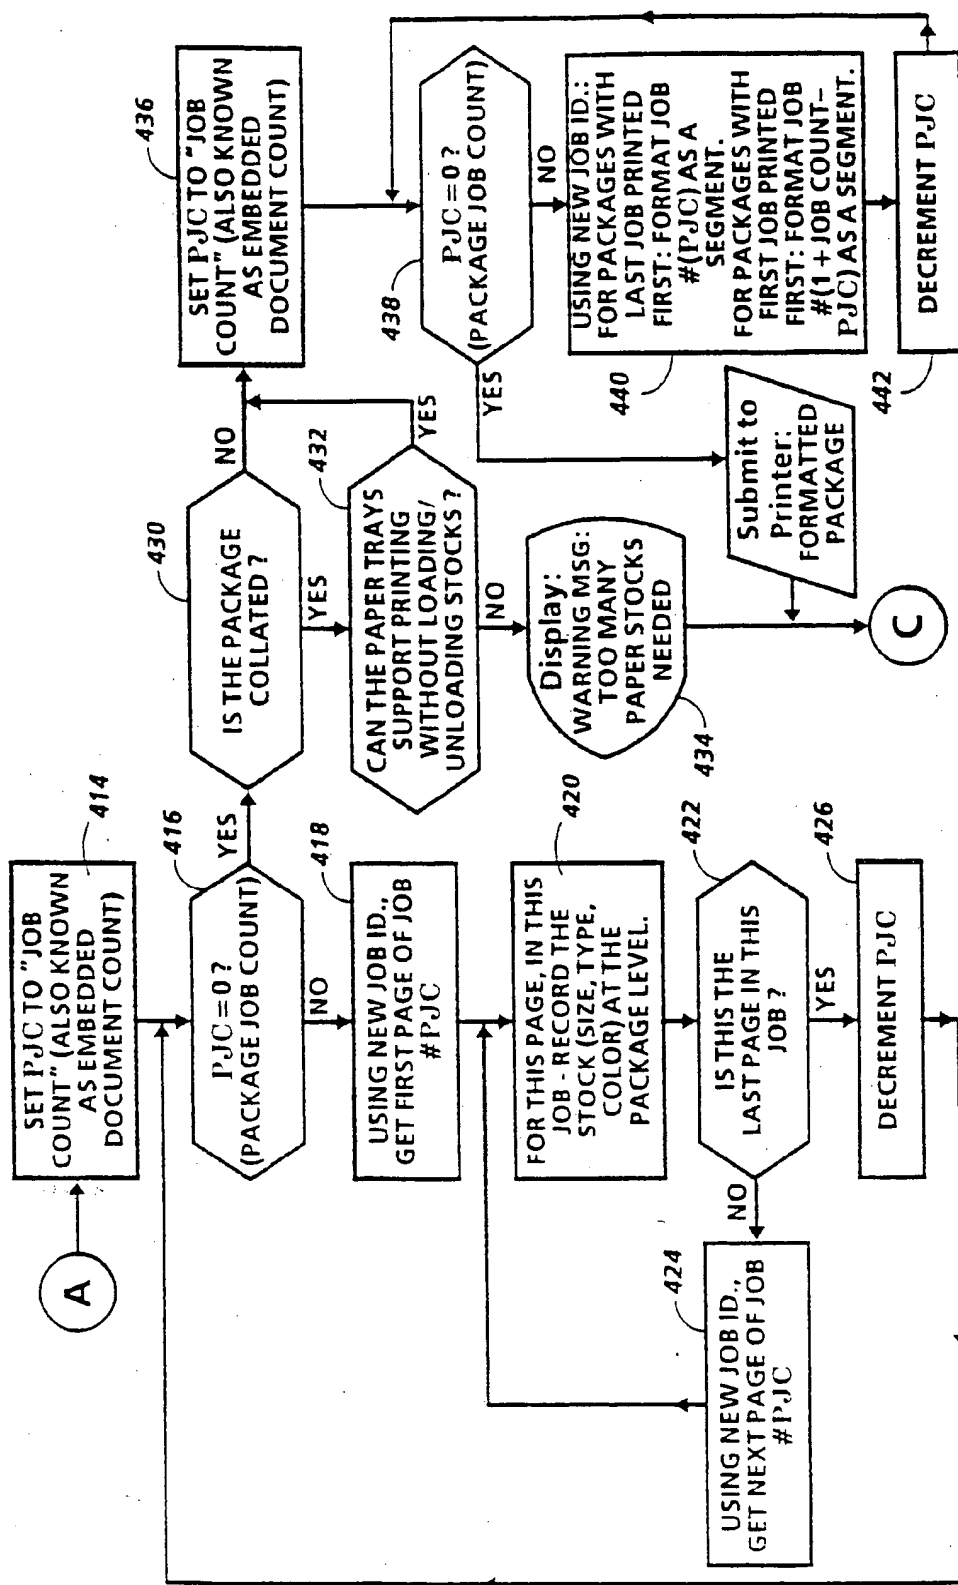 A
SET PJC TO "JOB
COUNT" (ALSO KNOWN
AS EMBEDDED
DOCUMENT COUNT)
414
PJC=0 ?
(PACKAGE JOB COUNT)
416
YES
NO
USING NEW JOB ID.,
GET FIRST PAGE OF JOB
#PJC
418
FOR THIS PAGE, IN THIS
JOB - RECORD THE
STOCK (SIZE, TYPE,
COLOR) AT THE
PACKAGE LEVEL.
420
IS THIS THE
LAST PAGE IN THIS
JOB ?
422
NO
YES
USING NEW JOB ID.,
GET NEXT PAGE OF JOB
#PJC
424
DECREMENT PJC
426
IS THE PACKAGE
COLLATED ?
430
NO
YES
CAN THE PAPER TRAYS
SUPPORT PRINTING
WITHOUT LOADING/
UNLOADING STOCKS ?
432
YES
NO
Display:
WARNING MSG:
TOO MANY
PAPER STOCKS
NEEDED
434
SET PJC TO "JOB
COUNT" (ALSO KNOWN
AS EMBEDDED
DOCUMENT COUNT)
436
PJC=0 ?
(PACKAGE JOB COUNT)
438
YES
NO
USING NEW JOB ID.:
FOR PACKAGES WITH
LAST JOB PRINTED
FIRST: FORMAT JOB
#(PJC) AS A
SEGMENT.
FOR PACKAGES WITH
FIRST JOB PRINTED
FIRST: FORMAT JOB
#(1 + JOB COUNT–
PJC) AS A SEGMENT.
440
DECREMENT PJC
442
Submit to
Printer:
FORMATTED
PACKAGE
C